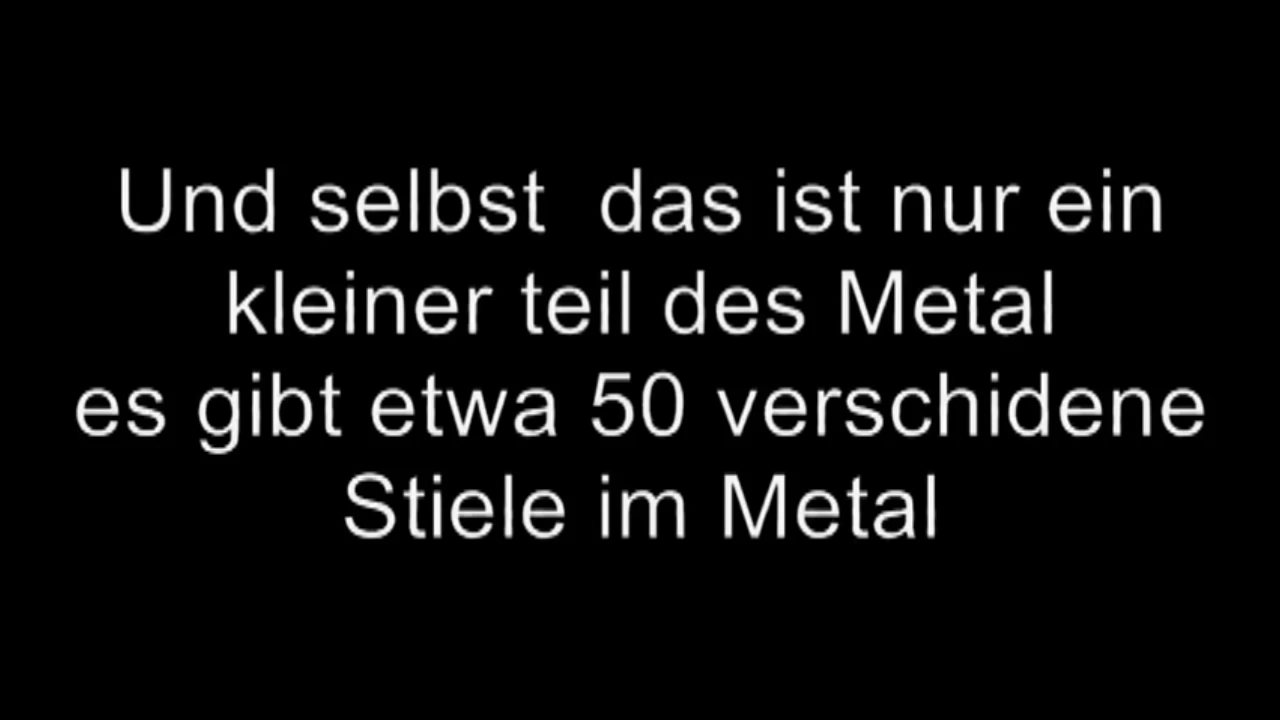 Und selbst  das ist nur ein
kleiner teil des Metal
es gibt etwa 50 verschidene
Stiele im Metal